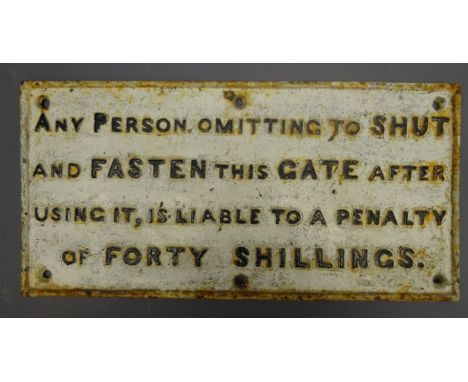 ANY PERSON OMITTING TO SHUT
AND FASTEN THIS GATE AFTER
USING IT, IS LIABLE TO A PENALTY
OF FORTY SHILLINGS.